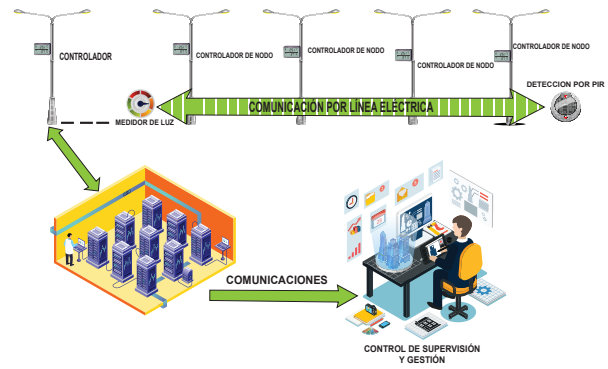 CONTROLADOR
CONTROLADOR DE NODO
CONTROLADOR DE NODO
CONTROLADOR DE NODO
CONTROLADOR DE NODO
DETECCION POR PIR
COMUNICACIÓN POR LÍNEA ELÉCTRICA
MEDIDOR DE LUZ
COMUNICACIONES
CONTROL DE SUPERVISIÓN
Y GESTIÓN